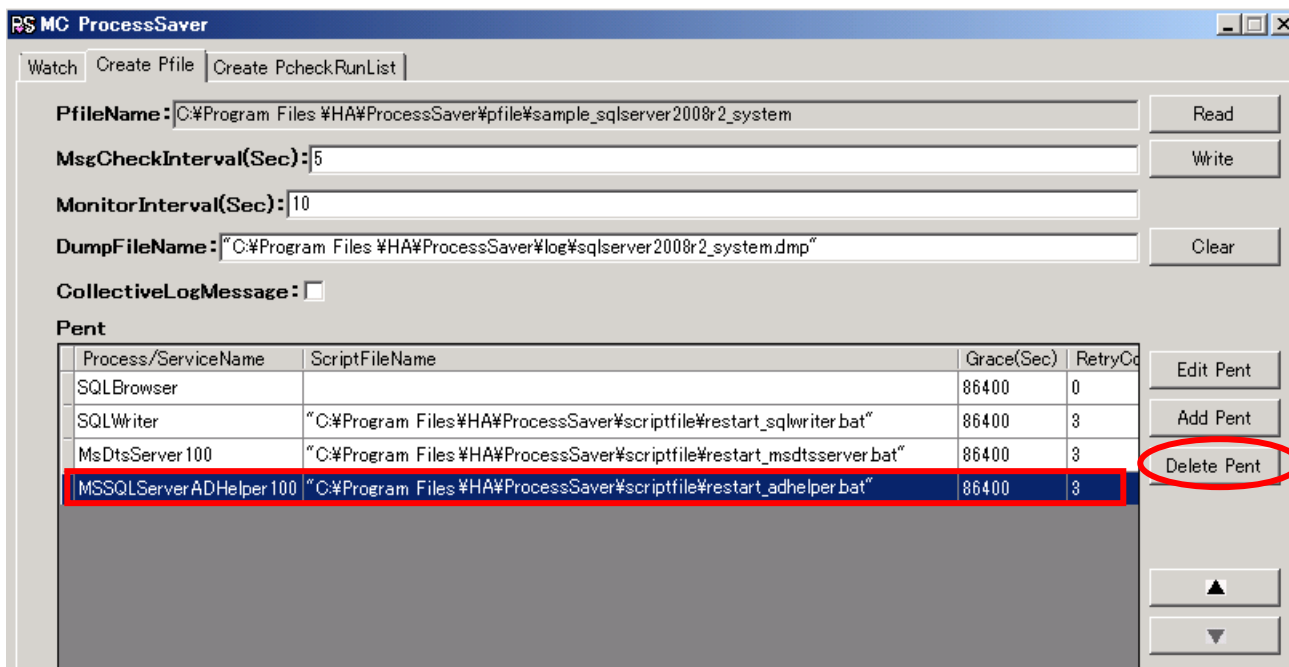 PS MC ProcessSaver
Watch Create Pfile Create PcheckRunList
PfileName: C:¥Program Files ¥HA¥ProcessSaver¥pfile¥sample_sqlserver2008r2_system Read
MsgCheckInterval(Sec): 5 Write
MonitorInterval(Sec): 10
DumpFileName: "C:¥Program Files ¥HA¥ProcessSaver¥log¥sqlserver2008r2_system.dmp" Clear
CollectiveLogMessage:
Pent
Process/ServiceName ScriptFileName Grace(Sec) RetryCo
Edit Pent
SQLBrowser 86400 0
SQLWriter "C:¥Program Files¥HA¥ProcessSaver¥scriptfile¥restart_sqlwriter.bat" 86400 3 Add Pent
MsDtsServer100 "C:¥Program Files¥HA¥ProcessSaver¥scriptfile¥restart_msdtsserver.bat" 86400 3 Delete Pent
MSSQLServerADHelper100 "C:¥Program Files ¥HA¥ProcessSaver¥scriptfile¥restart_adhelper.bat" 86400 3
▲
▼